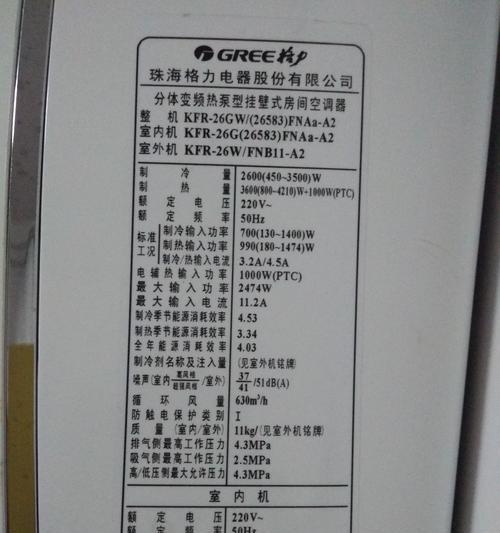 GREE 格力
珠海格力电器股份有限公司
分体变频热泵型挂壁式房间空调器
整 机 KFR-26GW/(26583)FNAa-A2
室内机 KFR-26G(26583)FNAa-A2
室外机 KFR-26W/FNB11-A2
制 冷 量 2600(450~3500)W
制 热 量 3600(800~4210)W+1000W(PTC)
额 定 电 压 220V~
额 定 频 率 50Hz
标准工况 制冷输入功率 700(130~1400)W
制热输入功率 990(180~1474)W
制冷/热输入电流 3.2A/4.5A
电辅热输入功率 1000W(PTC)
最大输入功率 2474W
最大输入电流 11.2A
制冷季节能源消耗效率 4.53
制热季节能源消耗效率 3.34
全年能源消耗效率 4.03
制冷剂名称及注入量 (见室外机铭牌)
噪声(室内 高风档/超强风档 /室外) 37/41 /51dB(A)
循 环 风 量 630m³/h
防触电保护类别 I
质 量 (室内/室外) 11kg/(见室外机铭牌)
排气侧最高工作压力 4.3MPa
吸气侧最高工作压力 2.5MPa
高/低压侧最大允许压力 4.3MPa
室 内 机
额 定 电 压 220V~
额 定 频 率 50Hz